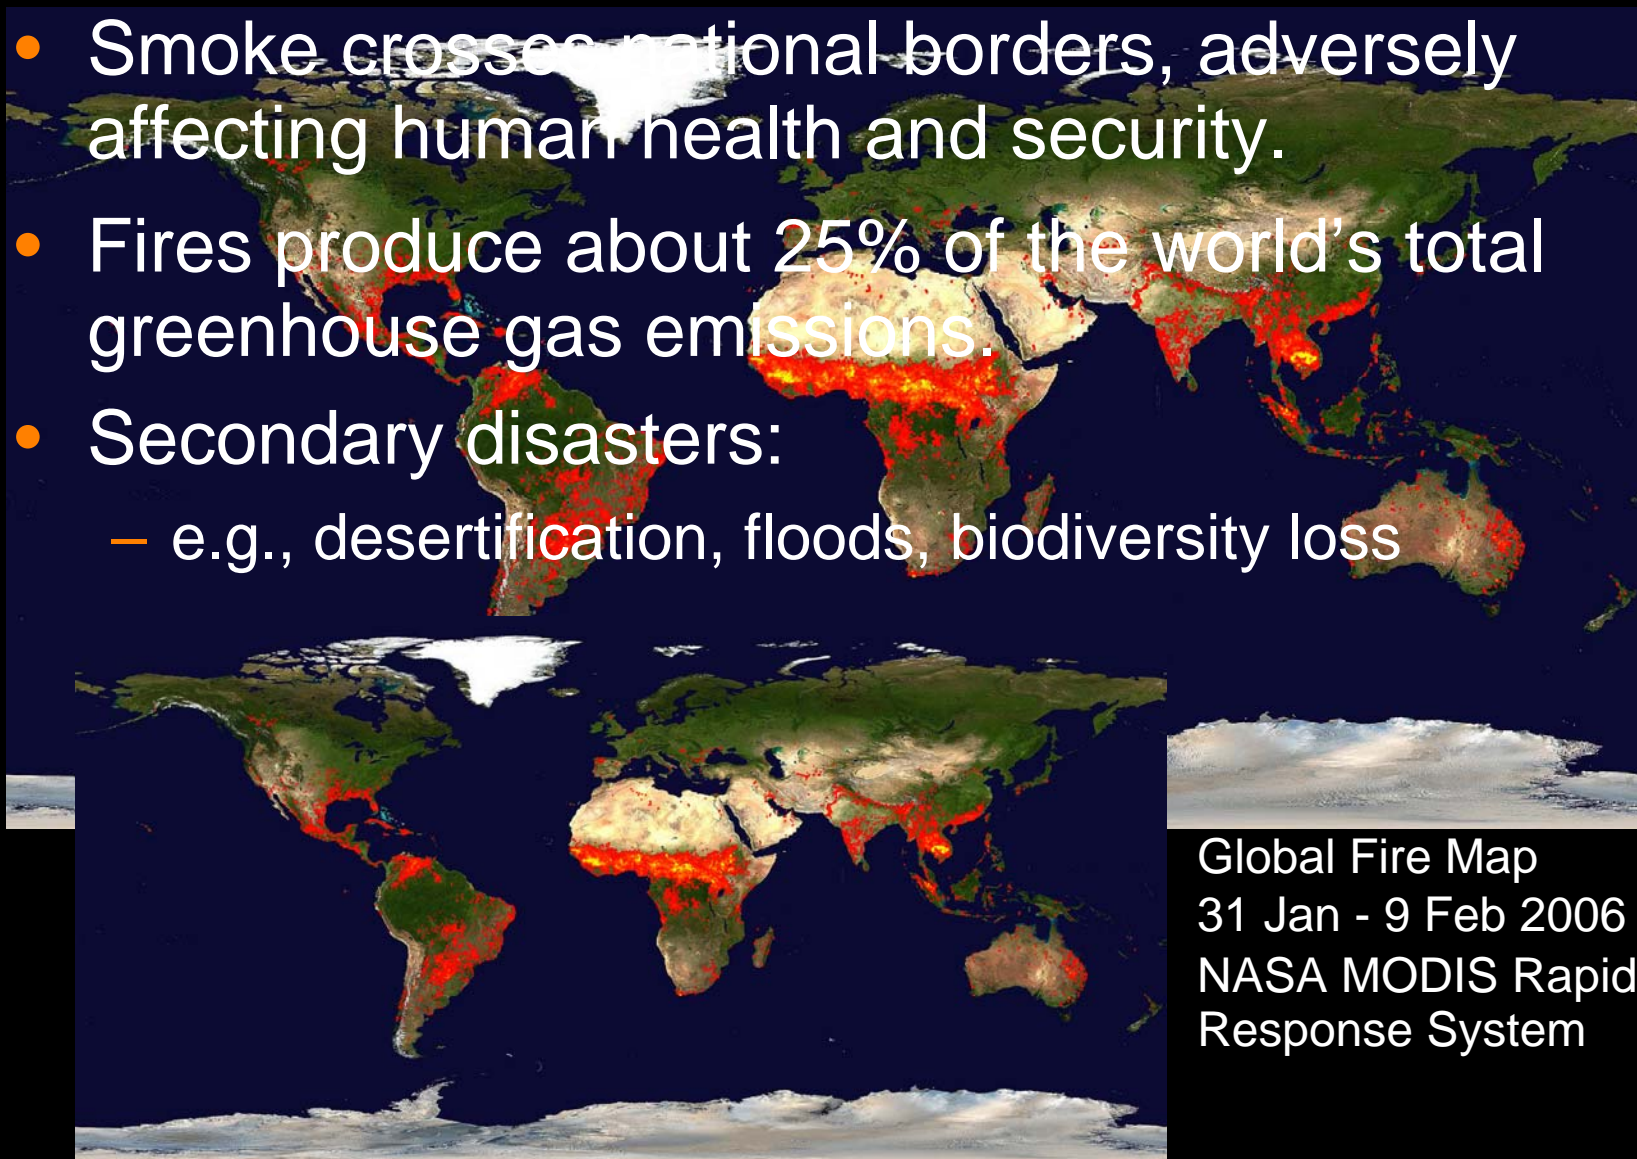 • Smoke crosses national borders, adversely
affecting human health and security.
• Fires produce about 25% of the world’s total
greenhouse gas emissions.
• Secondary disasters:
– e.g., desertification, floods, biodiversity loss
Global Fire Map
31 Jan - 9 Feb 2006
NASA MODIS Rapid
Response System